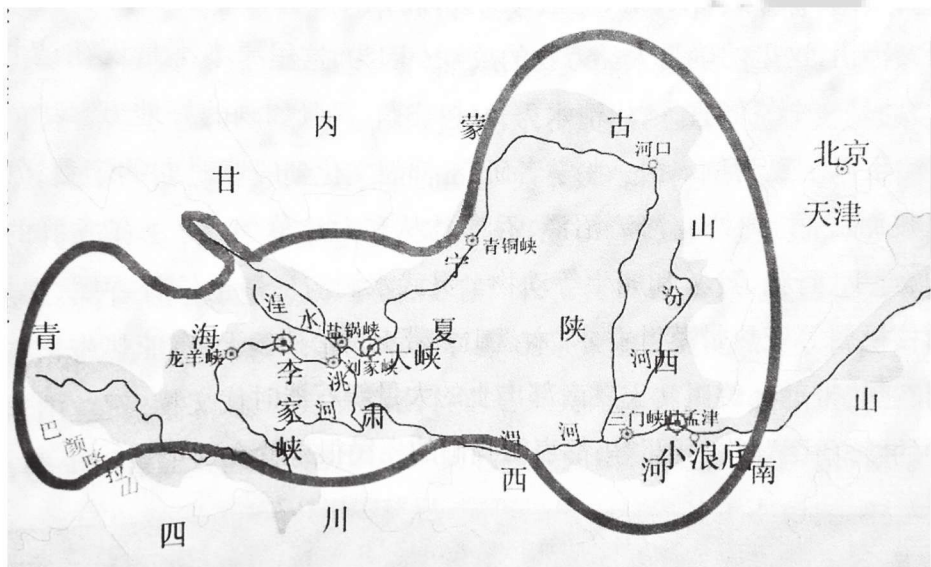 内 蒙 古
河口
北京
甘
天津
山
青铜峡
宁
汾
湟 水
青
海
盐锅峡
夏
陕
龙羊峡
李
刘家峡
大峡
河
西
洮
家 河
肃
山
巴颜喀拉山
三门峡
孟津
渭 河
小浪底
峡
西
河
南
四 川